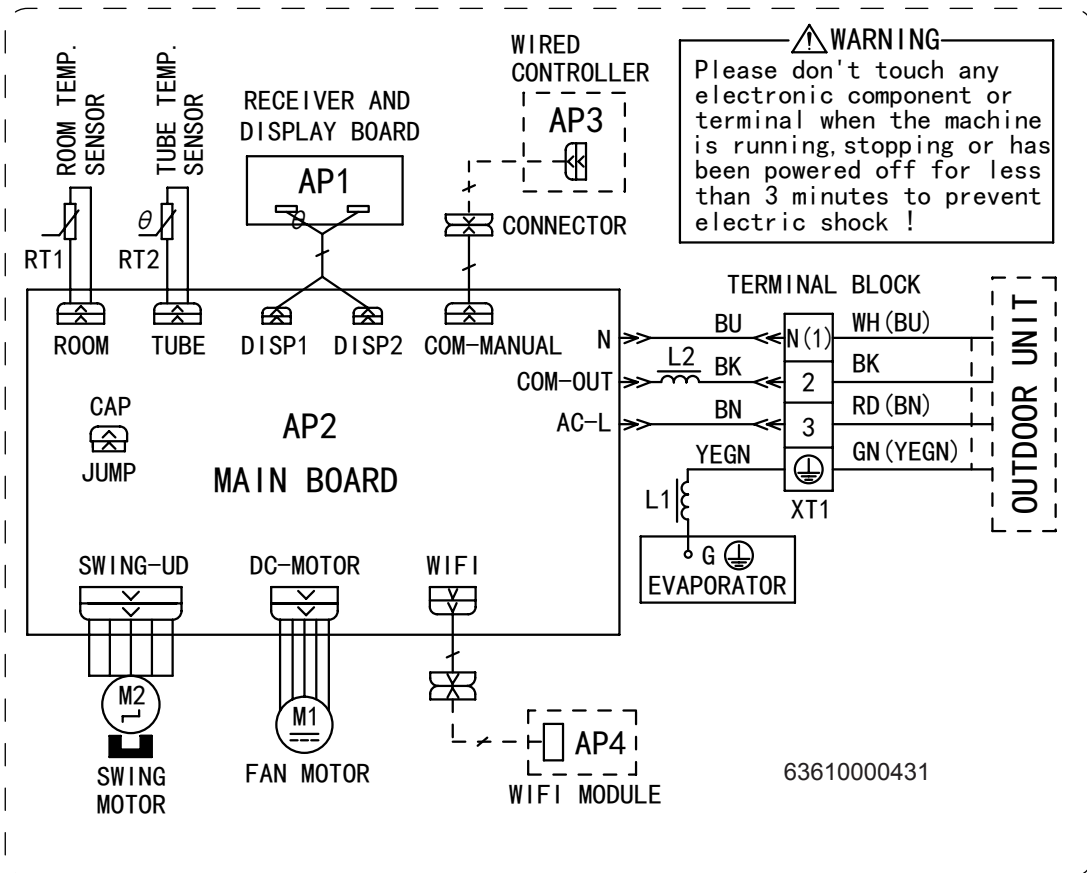 ROOM TEMP.
SENSOR
TUBE TEMP.
SENSOR
RECEIVER AND
DISPLAY BOARD
AP1
WIRED
CONTROLLER
AP3
CONNECTOR
WARNING
Please don't touch any
electronic component or
terminal when the machine
is running,stopping or has
been powered off for less
than 3 minutes to prevent
electric shock !
θ
RT1
θ
RT2
ROOM
TUBE
DISP1
DISP2
COM-MANUAL
N
COM-OUT
AC-L
TERMINAL BLOCK
BU
N(1)
WH(BU)
L2
BK
2
BK
BN
3
RD(BN)
YEGN
GN(YEGN)
XT1
OUTDOOR UNIT
L1
G
EVAPORATOR
CAP
JUMP
AP2
MAIN BOARD
SWING-UD
DC-MOTOR
WIFI
M2
SWING
MOTOR
M1
FAN MOTOR
AP4
WIFI MODULE
63610000431